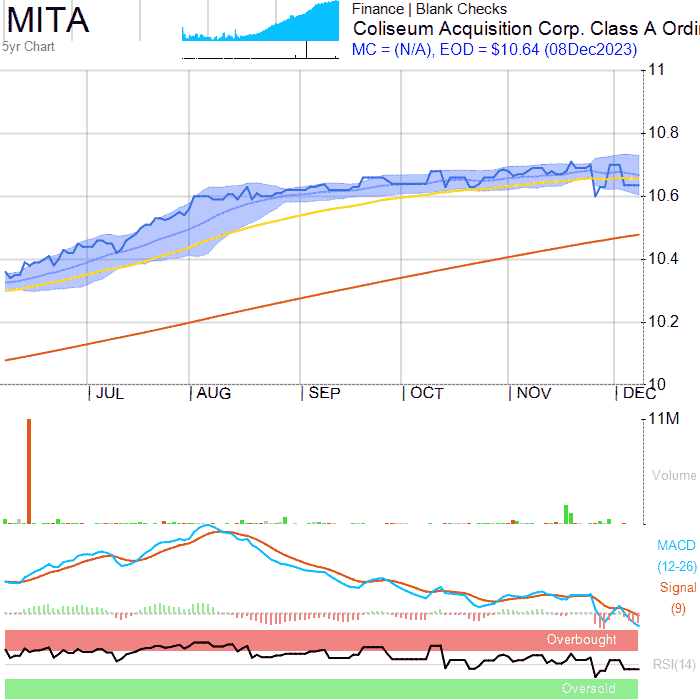 MITA
5yr Chart
Finance | Blank Checks
Coliseum Acquisition Corp. Class A Ordi
MC = (N/A), EOD = $10.64 (08Dec2023)
11
10.8
10.6
10.4
10.2
10
JUL AUG SEP OCT NOV DEC
11M
Volume
MACD
(12-26)
Signal
(9)
Overbought
RSI(14)
Oversold